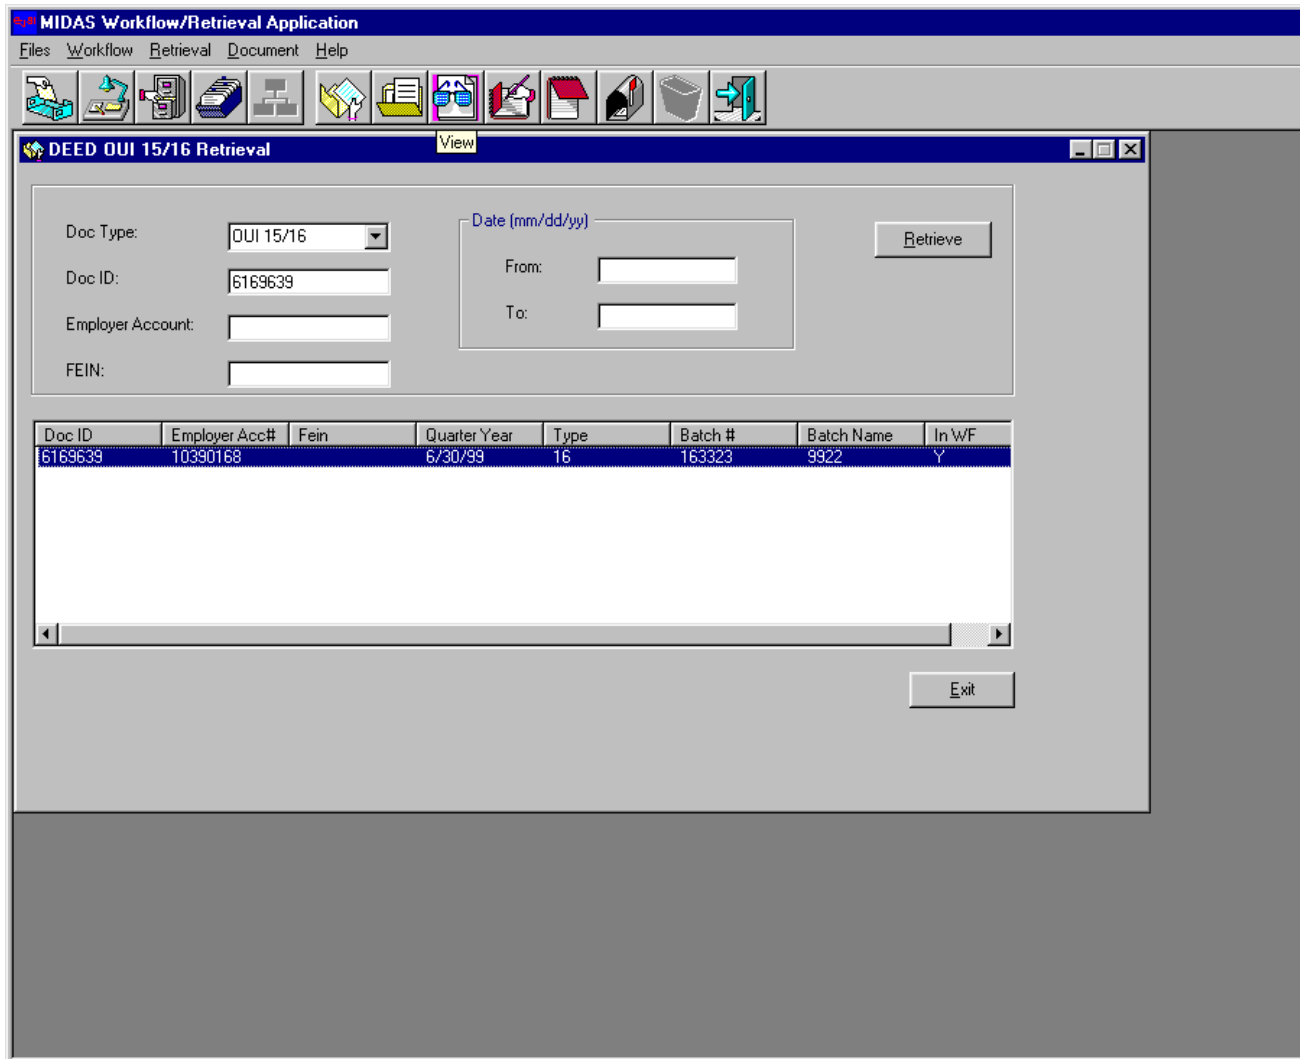 MIDAS Workflow/Retrieval Application
Files Workflow Retrieval Document Help
View
DEED OUI 15/16 Retrieval
Doc Type: OUI 15/16
Doc ID: 6169639
Employer Account:
FEIN:
Date (mm/dd/yy)
From:
To:
Retrieve
Doc ID Employer Acc# Fein Quarter Year Type Batch # Batch Name In WF
6169639 10390168 6/30/99 16 163323 9922 Y
Exit